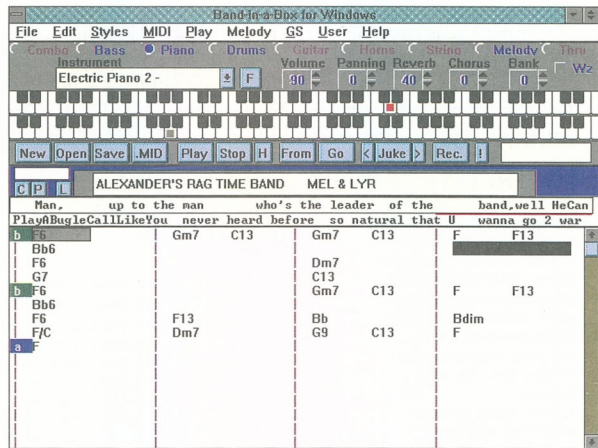 Band-in-a-Box for Windows
File Edit Styles MIDI Play Melody GS User Help
Combo Bass Piano Drums Guitar Horns String Melody Thru
Instrument Volume Panning Reverb Chorus Bank
Electric Piano 2 - F 90 0 40 0 0 Wz
New Open Save .MID Play Stop H From Go < Juke > Rec. !
C P L ALEXANDER'S RAG TIME BAND MEL & LYR
Man, up to the man who's the leader of the band,well HeCan
PlayABugleCallLikeYou never heard before so natural that U wanna go 2 war
b F6 Gm7 C13 Gm7 C13 F F13
Bb6
F6 Dm7
G7 C13
b F6 Gm7 C13 F F13
Bb6
F6 F13 Bb Bdim
F/C Dm7 G9 C13 F
a F